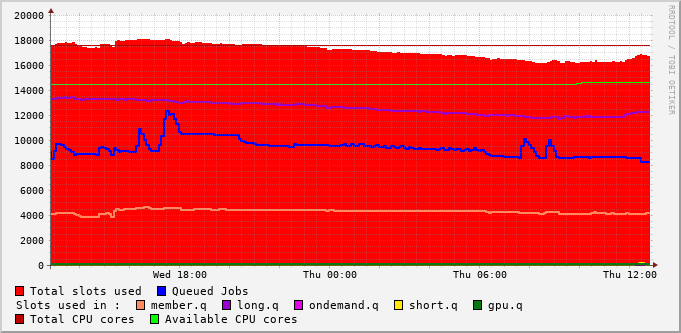 20000
18000
16000
14000
12000
10000
8000
6000
4000
2000
0
Wed 18:00 Thu 00:00 Thu 06:00 Thu 12:00
Total slots used Queued Jobs
Slots used in : member.q long.q ondemand.q short.q gpu.q
Total CPU cores Available CPU cores
RRDTOOL / TOBI OETIKER